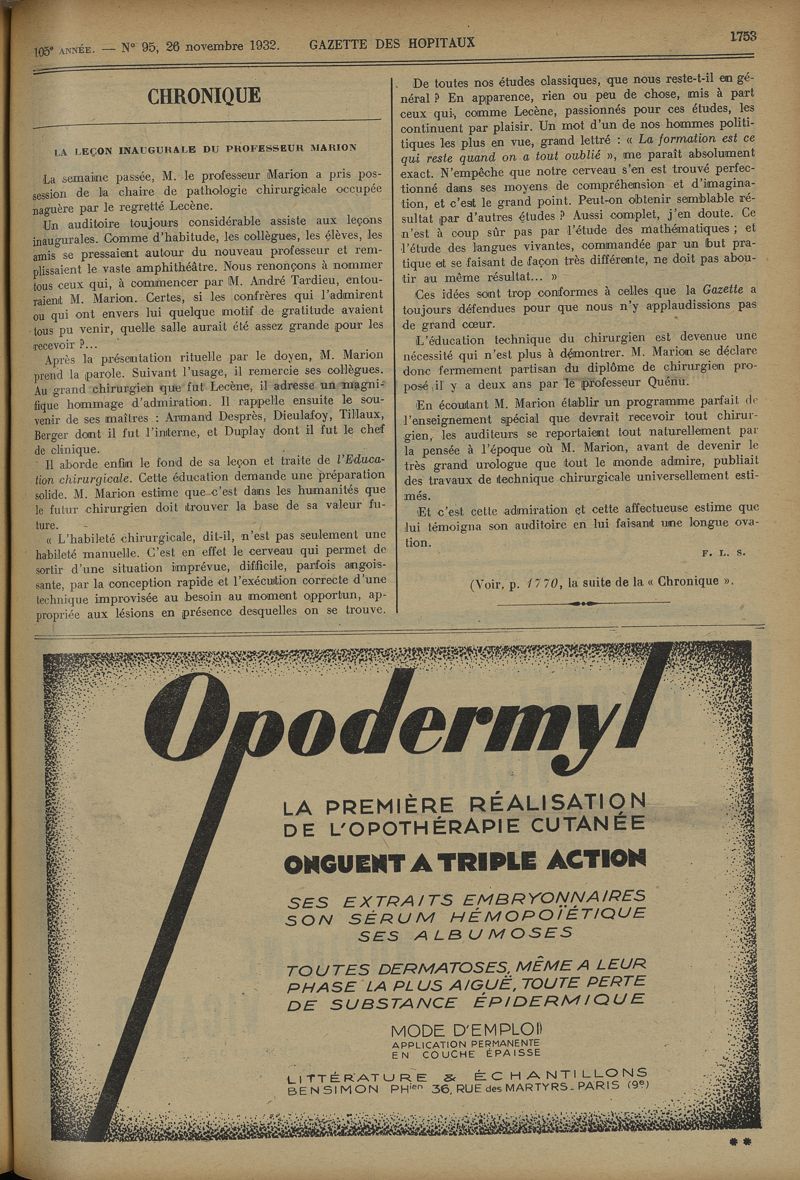 105e ANNÉE. — N° 95, 26 novembre 1932.
GAZETTE DES HOPITAUX
1753
CHRONIQUE
LA LEÇON INAUGURALE DU PROFESSEUR MARION
La semaine passée, M. le professeur Marion a pris pos-
session de la chaire de pathologie chirurgicale occupée
naguère par le regretté Lecène.
Un auditoire toujours considérable assiste aux leçons
inaugurales. Comme d'habitude, les collègues, les élèves, les
amis se pressaient autour du nouveau professeur et rem-
plissaient le vaste amphithéâtre. Nous renonçons à nommer
tous ceux qui, à commencer par M. André Tardieu, entou-
raient M. Marion. Certes, si les confrères qui l'admirent
ou qui ont envers lui quelque motif de gratitude avaient
tous pu venir, quelle salle aurait été assez grande pour les
recevoir ?...
Après la présentation rituelle par le doyen, M. Marion
prend la parole. Suivant l'usage, il remercie ses collègues.
Au grand chirurgien que fut Lecène, il adresse un magni-
fique hommage d'admiration. Il rappelle ensuite le sou-
venir de ses maîtres : Armand Desprès, Dieulafoy, Tillaux,
Berger dont il fut l'interne, et Duplay dont il fut le chef
de clinique.
Il aborde enfin le fond de sa leçon et traite de l'Educa-
tion chirurgicale. Cette éducation demande une préparation
solide. M. Marion estime que c'est dans les humanités que
le futur chirurgien doit trouver la base de sa valeur fu-
ture.
« L'habileté chirurgicale, dit-il, n'est pas seulement une
habileté manuelle. C'est en effet le cerveau qui permet de
sortir d'une situation imprévue, difficile, parfois angois-
sante, par la conception rapide et l'exécution correcte d'une
technique improvisée au besoin au moment opportun, ap-
propriée aux lésions en présence desquelles on se trouve.
De toutes nos études classiques, que nous reste-t-il en gé-
néral ? En apparence, rien ou peu de chose, mis à part
ceux qui, comme Lecène, passionnés pour ces études, les
continuent par plaisir. Un mot d'un de nos hommes politi-
tiques les plus en vue, grand lettré : « La formation est ce
qui reste quand on a tout oublié », me paraît absolument
exact. N'empêche que notre cerveau s'en est trouvé perfec-
tionné dans ses moyens de compréhension et d'imagina-
tion, et c'est le grand point. Peut-on obtenir semblable ré-
sultat par d'autres études ? Aussi complet, j'en doute. Ce
n'est à coup sûr pas par l'étude des mathématiques ; et
l'étude des langues vivantes, commandée par un but pra-
tique et se faisant de façon très différente, ne doit pas abou-
tir au même résultat... »
Ces idées sont trop conformes à celles que la Gazette a
toujours défendues pour que nous n'y applaudissions pas
de grand cœur.
L'éducation technique du chirurgien est devenue une
nécessité qui n'est plus à démontrer. M. Marion se déclare
donc fermement partisan du diplôme de chirurgien pro-
posé il y a deux ans par le professeur Quénu.
En écoutant M. Marion établir un programme parfait de
l'enseignement spécial que devrait recevoir tout chirur-
gien, les auditeurs se reportaient tout naturellement par
la pensée à l'époque où M. Marion, avant de devenir le
très grand urologue que tout le monde admire, publiait
des travaux de technique chirurgicale universellement esti-
més.
Et c'est cette admiration et cette affectueuse estime que
lui témoigna son auditoire en lui faisant une longue ova-
tion.
F. L. S.
(Voir, p. 1770, la suite de la « Chronique ».
Opodermyl
LA PREMIÈRE RÉALISATION
DE L'OPOTHÉRAPIE CUTANÉE
ONGUENT A TRIPLE ACTION
SES EXTRAITS EMBRYONNAIRES
SON SÉRUM HÉMOPOÏÉTIQUE
SES ALBUMOSES
TOUTES DERMATOSES, MÊME A LEUR
PHASE LA PLUS AIGUË, TOUTE PERTE
DE SUBSTANCE ÉPIDERMIQUE
MODE D'EMPLOI
APPLICATION PERMANENTE
EN COUCHE ÉPAISSE
LITTÉRATURE & ÉCHANTILLONS
BENSIMON PHien 36, RUE des MARTYRS - PARIS (9e)
**